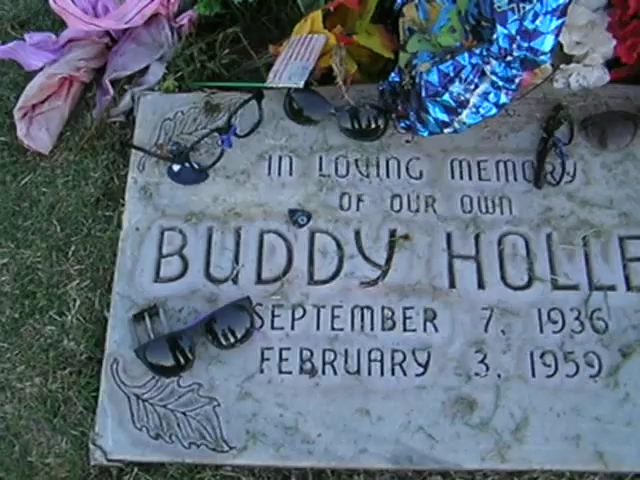 IN LOVING MEMORY
OF OUR OWN
BUDDY HOLLE
SEPTEMBER 7, 1936
FEBRUARY 3, 1959